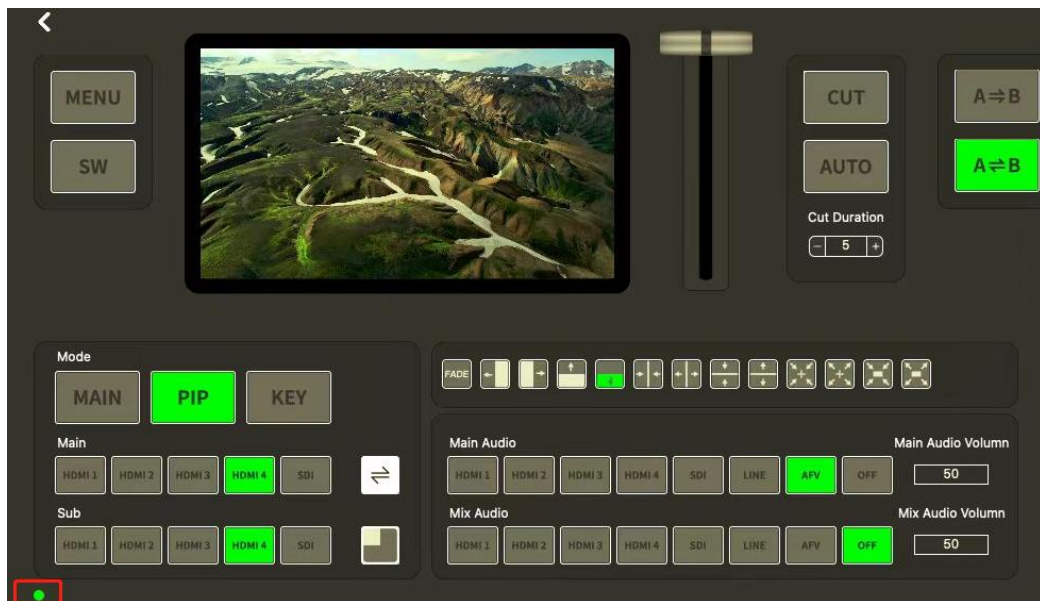 MENU
CUT
A⇌B
SW
AUTO
A⇌B
Cut Duration
- 5 +
Mode
MAIN PIP KEY
FADE
Main
HDMI 1 HDMI 2 HDMI 3 HDMI 4 SDI
Sub
HDMI 1 HDMI 2 HDMI 3 HDMI 4 SDI
Main Audio
Main Audio Volumn
HDMI 1 HDMI 2 HDMI 3 HDMI 4 SDI LINE AFV OFF
50
Mix Audio
Mix Audio Volumn
HDMI 1 HDMI 2 HDMI 3 HDMI 4 SDI LINE AFV OFF
50